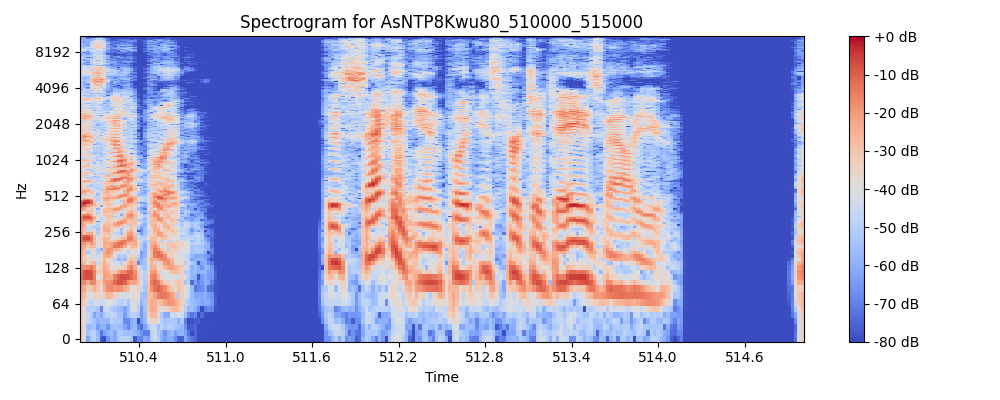 Spectrogram for AsNTP8Kwu80_510000_515000
8192
4096
2048
1024
512
256
128
64
0
Hz
510.4 511.0 511.6 512.2 512.8 513.4 514.0 514.6
Time
+0 dB
-10 dB
-20 dB
-30 dB
-40 dB
-50 dB
-60 dB
-70 dB
-80 dB